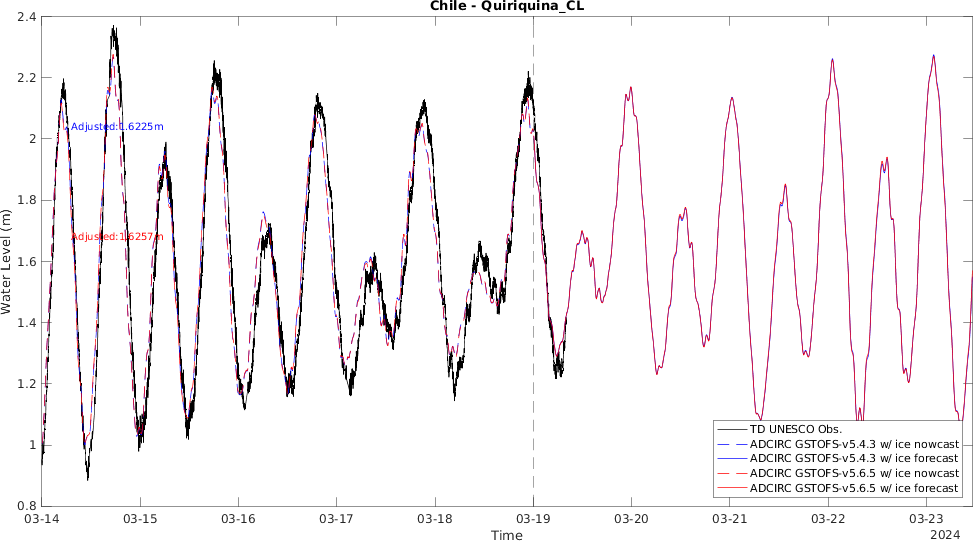 Chile - Quiriquina_CL
2.4
2.2
2
1.8
1.6
1.4
1.2
1
0.8
Water Level (m)
Adjusted:1.6225m
Adjusted:1.6257m
TD UNESCO Obs.
ADCIRC GSTOFS-v5.4.3 w/ ice nowcast
ADCIRC GSTOFS-v5.4.3 w/ ice forecast
ADCIRC GSTOFS-v5.6.5 w/ ice nowcast
ADCIRC GSTOFS-v5.6.5 w/ ice forecast
03-14 03-15 03-16 03-17 03-18 03-19 03-20 03-21 03-22 03-23
Time
2024